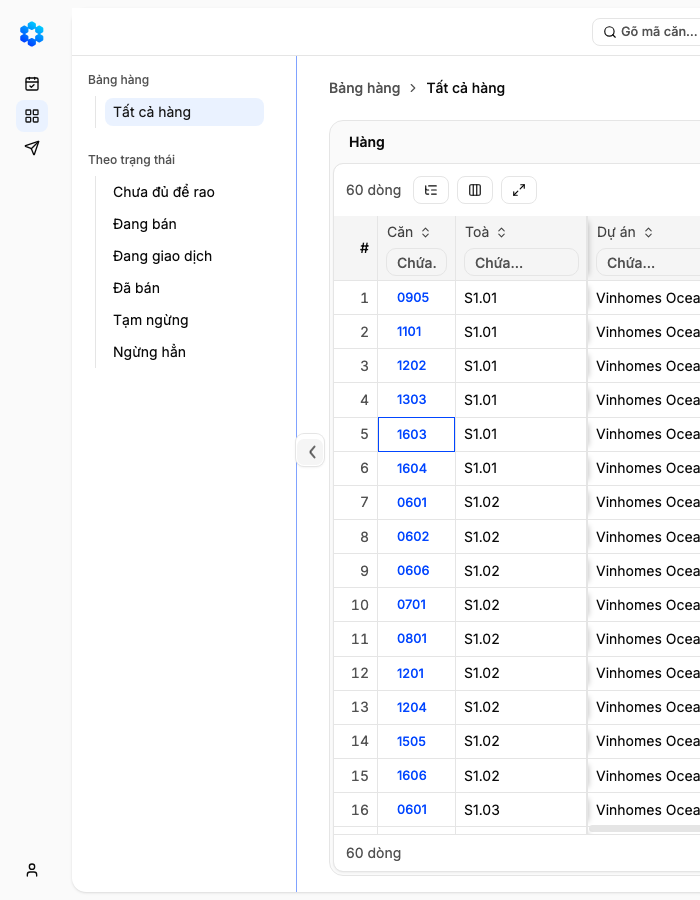 Gõ mã căn...
Bảng hàng
Tất cả hàng
Theo trạng thái
Chưa đủ để rao
Đang bán
Đang giao dịch
Đã bán
Tạm ngừng
Ngừng hẳn
Bảng hàng > Tất cả hàng
Hàng
60 dòng
# Căn Toà Dự án
Chứa. Chứa... Chứa...
1 0905 S1.01 Vinhomes Ocea
2 1101 S1.01 Vinhomes Ocea
3 1202 S1.01 Vinhomes Ocea
4 1303 S1.01 Vinhomes Ocea
5 1603 S1.01 Vinhomes Ocea
6 1604 S1.01 Vinhomes Ocea
7 0601 S1.02 Vinhomes Ocea
8 0602 S1.02 Vinhomes Ocea
9 0606 S1.02 Vinhomes Ocea
10 0701 S1.02 Vinhomes Ocea
11 0801 S1.02 Vinhomes Ocea
12 1201 S1.02 Vinhomes Ocea
13 1204 S1.02 Vinhomes Ocea
14 1505 S1.02 Vinhomes Ocea
15 1606 S1.02 Vinhomes Ocea
16 0601 S1.03 Vinhomes Ocea
60 dòng